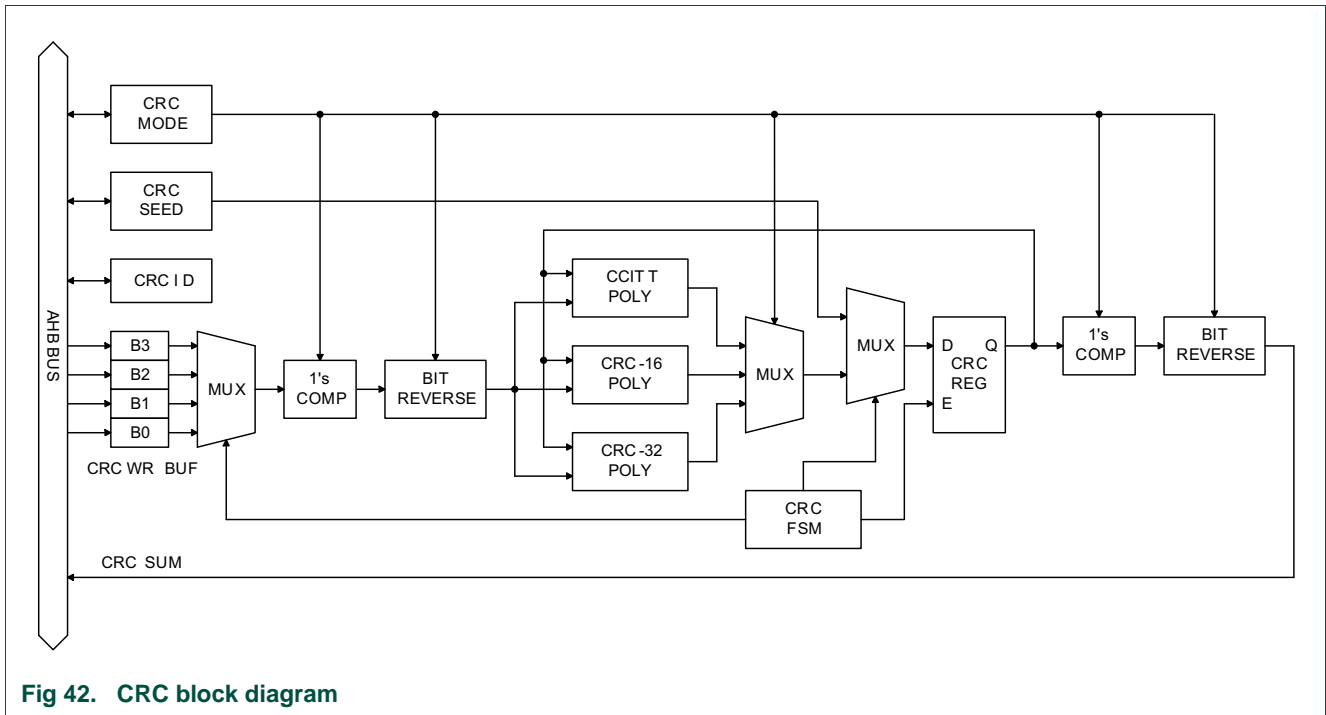 CRC
MODE
CRC
SEED
CRC I D
AHB BUS
B3
B2
B1
B0
CRC WR BUF
MUX
1's
COMP
BIT
REVERSE
CCIT T
POLY
CRC -16
POLY
CRC -32
POLY
MUX
MUX
D Q
CRC
REG
E
CRC
FSM
1's
COMP
BIT
REVERSE
CRC SUM
Fig 42. CRC block diagram